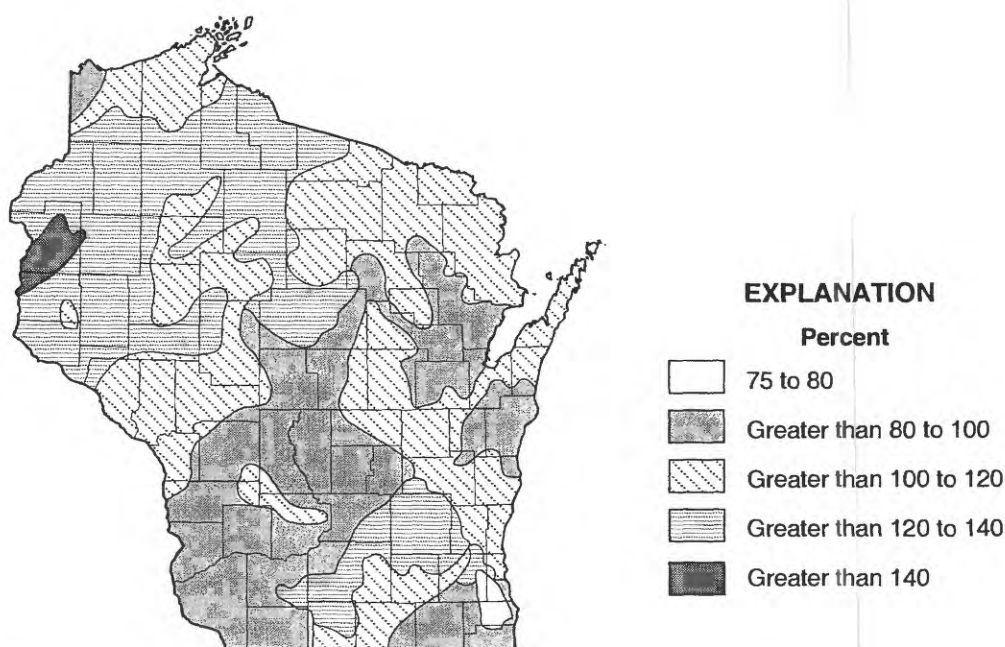 EXPLANATION
Percent
75 to 80
Greater than 80 to 100
Greater than 100 to 120
Greater than 120 to 140
Greater than 140